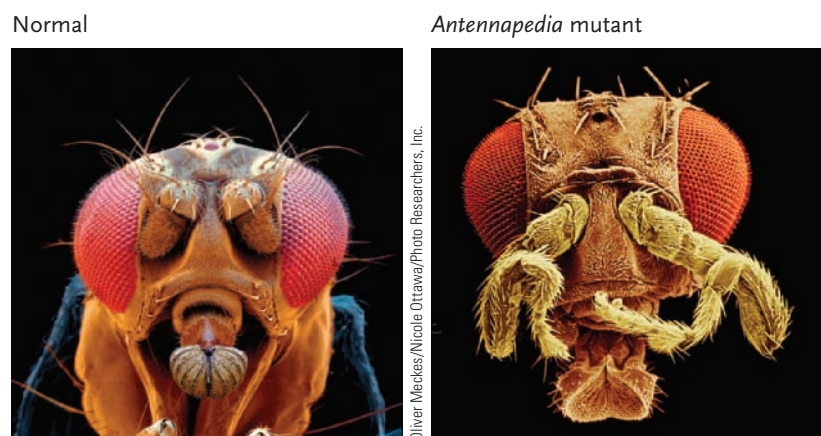 Normal
Antennapedia mutant
Oliver Meckes/Nicole Ottawa/Photo Researchers, Inc.